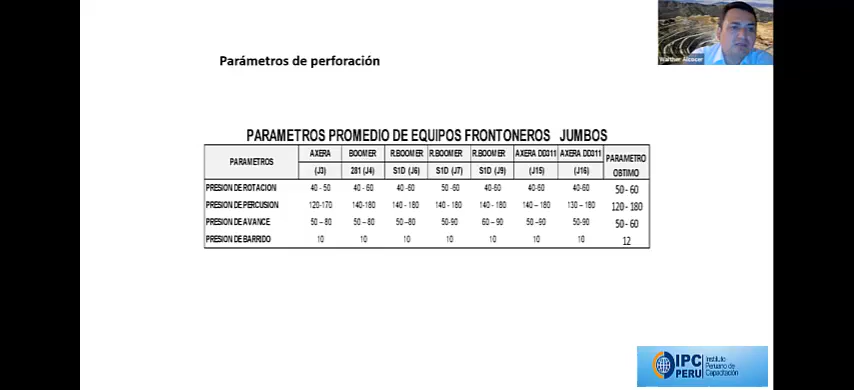 Walther Alcocer
Parámetros de perforación
PARAMETROS PROMEDIO DE EQUIPOS FRONTONEROS JUMBOS
PARAMETROS AXERA BOOMER R.BOOMER R.BOOMER R.BOOMER AXERA DD311 AXERA DD311 PARAMETRO OBTIMO
(J3) 281 (J4) S1D (J6) S1D (J7) S1D (J9) (J15) (J16)
PRESION DE ROTACION 40 - 50 40 - 60 40 - 60 50 - 60 40-60 40-60 40-60 50 - 60
PRESION DE PERCUSION 120-170 140-180 140 - 180 140 - 180 140 - 180 140 – 180 130 – 180 120 - 180
PRESION DE AVANCE 50 – 80 50 – 80 50–80 50-90 60 – 90 50 –90 50-90 50 - 60
PRESION DE BARRIDO 10 10 10 10 10 10 10 12
IPC PERU
Instituto
Peruano de
Capacitación